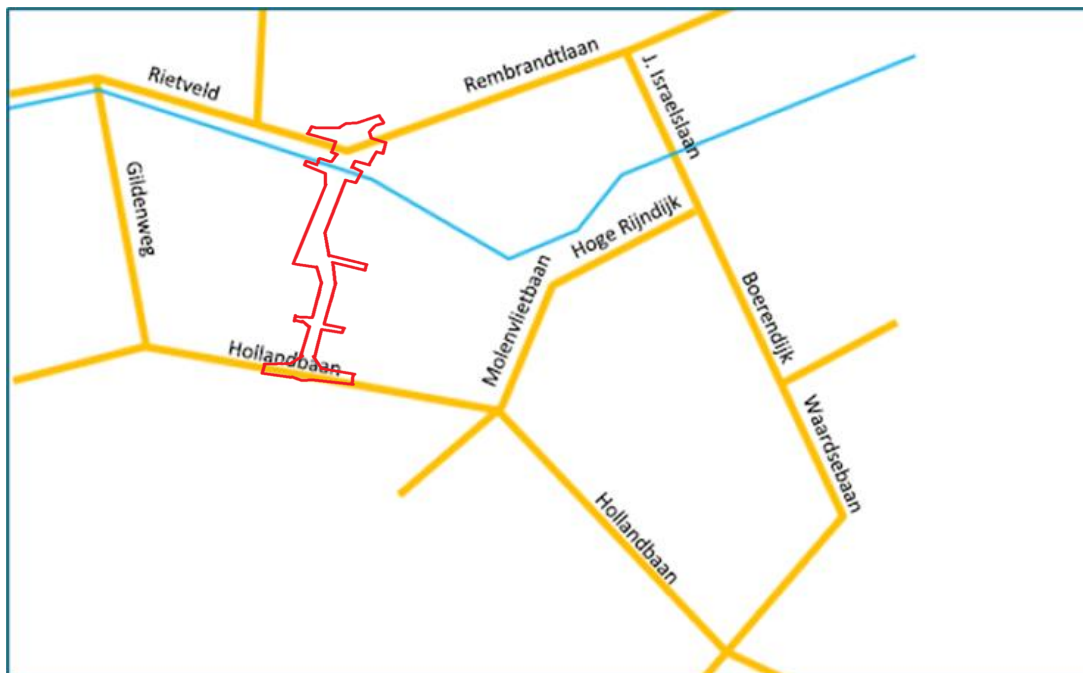 Rietveld
Rembrandtlaan
J. Israelslaan
Gildenweg
Hoge Rijndijk
Molenvlietbaan
Boerendijk
Hollandbaan
Waardsebaan
Hollandbaan